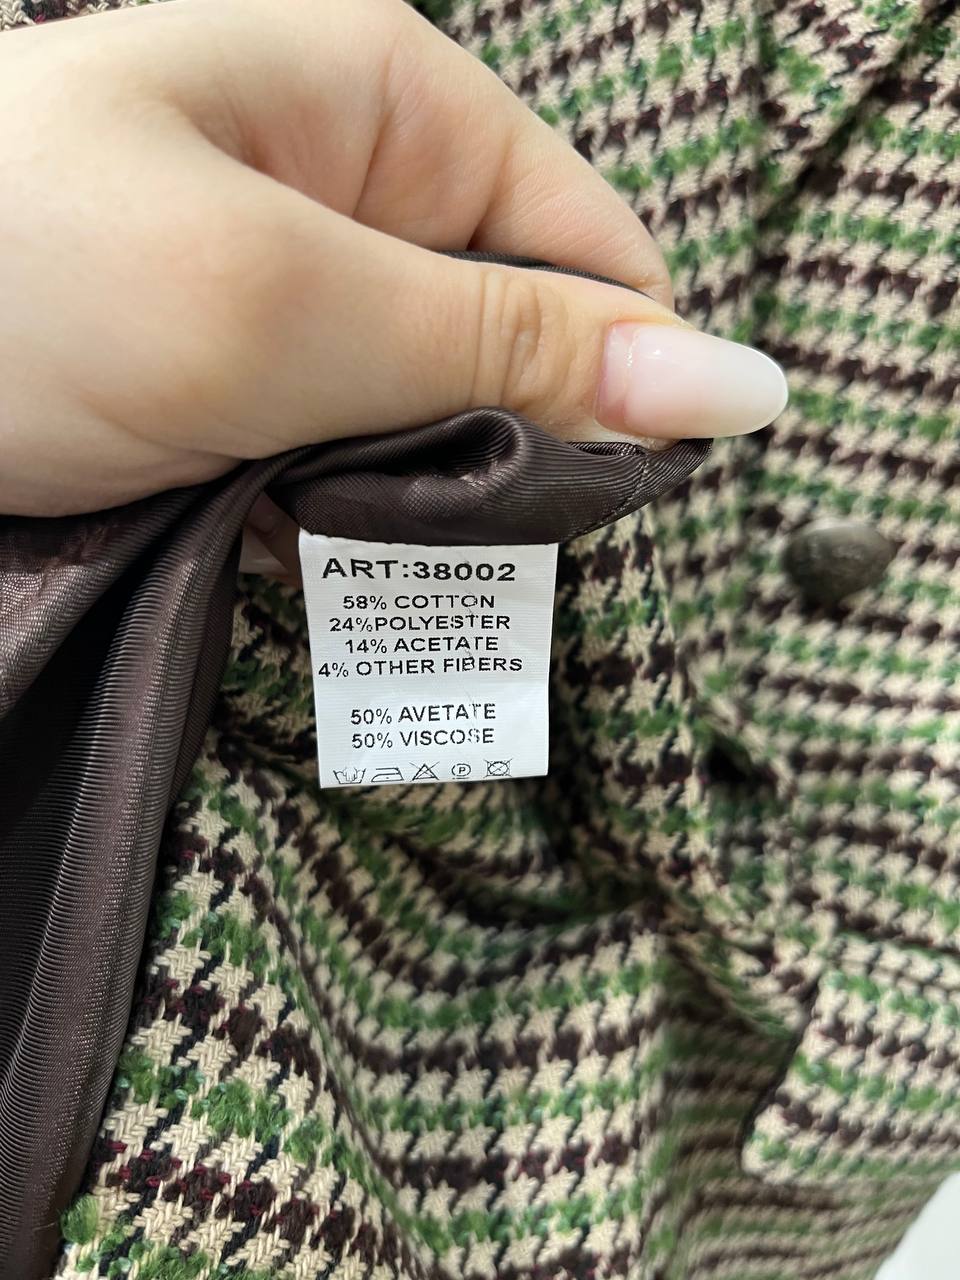 ART:38002
58% COTTON
24%POLYESTER
14% ACETATE
4% OTHER FIBERS
50% AVETATE
50% VISCOSE
P